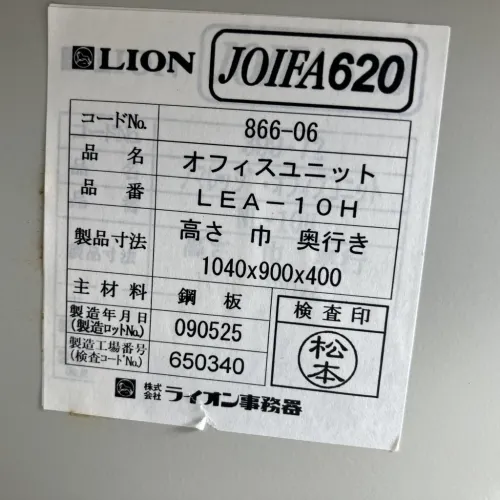 LION JOIFA620
コードNo. 866-06
品名 オフィスユニット
品番 LEA-10H
製品寸法 高さ 巾 奥行き
1040x900x400
主材料 鋼板
検査印
製造年月日
(製造ロットNo.) 090525
松本
製造工場番号
(検査コードNo.) 650340
株式会社 ライオン事務器